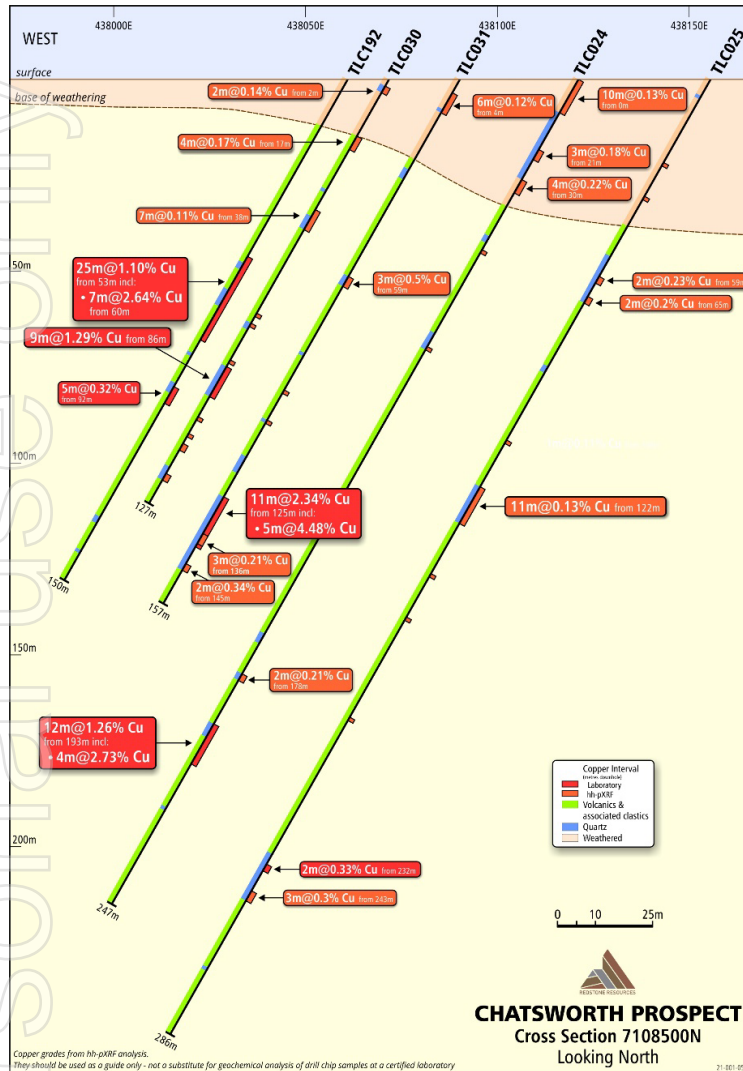 438000E
438050E
438100E
438150E
WEST
TLC192
TLC030
TLC031
TLC024
TLC025
surface
base of weathering
2m@0.14% Cu from 2m
6m@0.12% Cu
from 4m
10m@0.13% Cu
from 0m
4m@0.17% Cu from 17m
3m@0.18% Cu
from 21m
4m@0.22% Cu
from 30m
7m@0.11% Cu from 38m
50m
25m@1.10% Cu
from 53m incl:
• 7m@2.64% Cu
from 60m
3m@0.5% Cu
from 59m
2m@0.23% Cu from 59m
2m@0.2% Cu from 65m
9m@1.29% Cu from 86m
5m@0.32% Cu
from 92m
100m
127m
11m@2.34% Cu
from 125m incl:
• 5m@4.48% Cu
11m@0.13% Cu from 122m
3m@0.21% Cu
from 136m
2m@0.34% Cu
from 145m
150m
157m
150m
2m@0.21% Cu
from 178m
12m@1.26% Cu
from 193m incl:
• 4m@2.73% Cu
Copper Interval
(metres downhole)
Laboratory
hh-pXRF
Volcanics &
associated clastics
Quartz
Weathered
200m
2m@0.33% Cu from 232m
3m@0.3% Cu from 243m
247m
0 10 25m
286m
REDSTONE RESOURCES
CHATSWORTH PROSPECT
Cross Section 7108500N
Looking North
Copper grades from hh-pXRF analysis.
They should be used as a guide only - not a substitute for geochemical analysis of drill chip samples at a certified laboratory